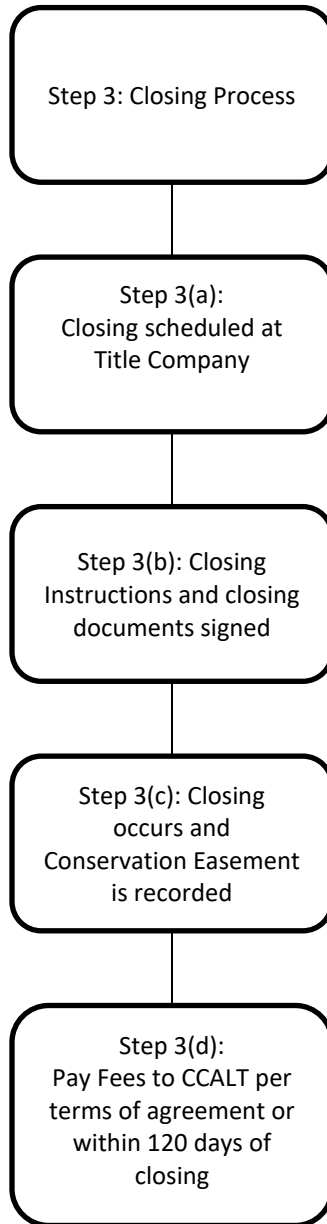 Step 3: Closing Process
Step 3(a):
Closing scheduled at
Title Company
Step 3(b): Closing
Instructions and closing
documents signed
Step 3(c): Closing
occurs and
Conservation Easement
is recorded
Step 3(d):
Pay Fees to CCALT per
terms of agreement or
within 120 days of
closing